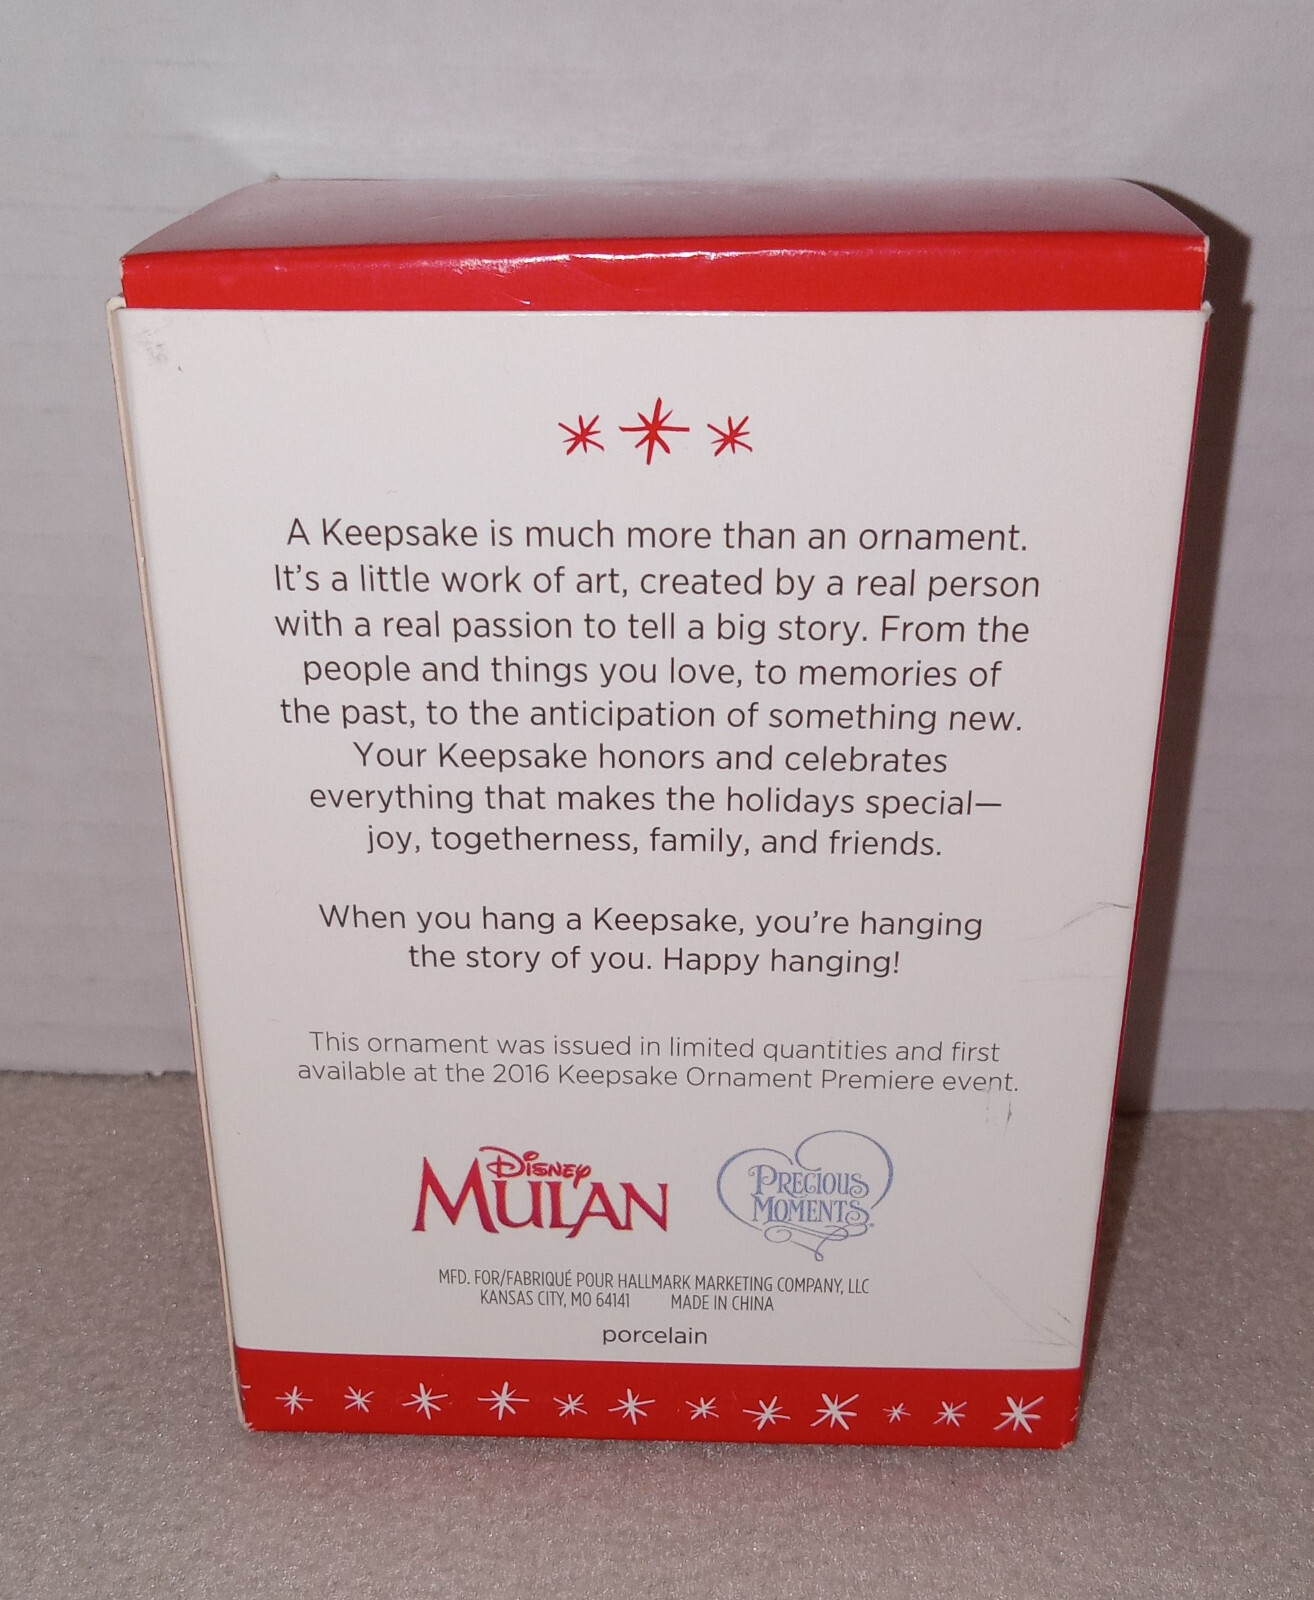 A Keepsake is much more than an ornament.
It's a little work of art, created by a real person
with a real passion to tell a big story. From the
people and things you love, to memories of
the past, to the anticipation of something new.
Your Keepsake honors and celebrates
everything that makes the holidays special—
joy, togetherness, family, and friends.
When you hang a Keepsake, you're hanging
the story of you. Happy hanging!
This ornament was issued in limited quantities and first
available at the 2016 Keepsake Ornament Premiere event.
DISNEY
MULAN
PRECIOUS
MOMENTS®
MFD. FOR/FABRIQUÉ POUR HALLMARK MARKETING COMPANY, LLC
KANSAS CITY, MO 64141 MADE IN CHINA
porcelain